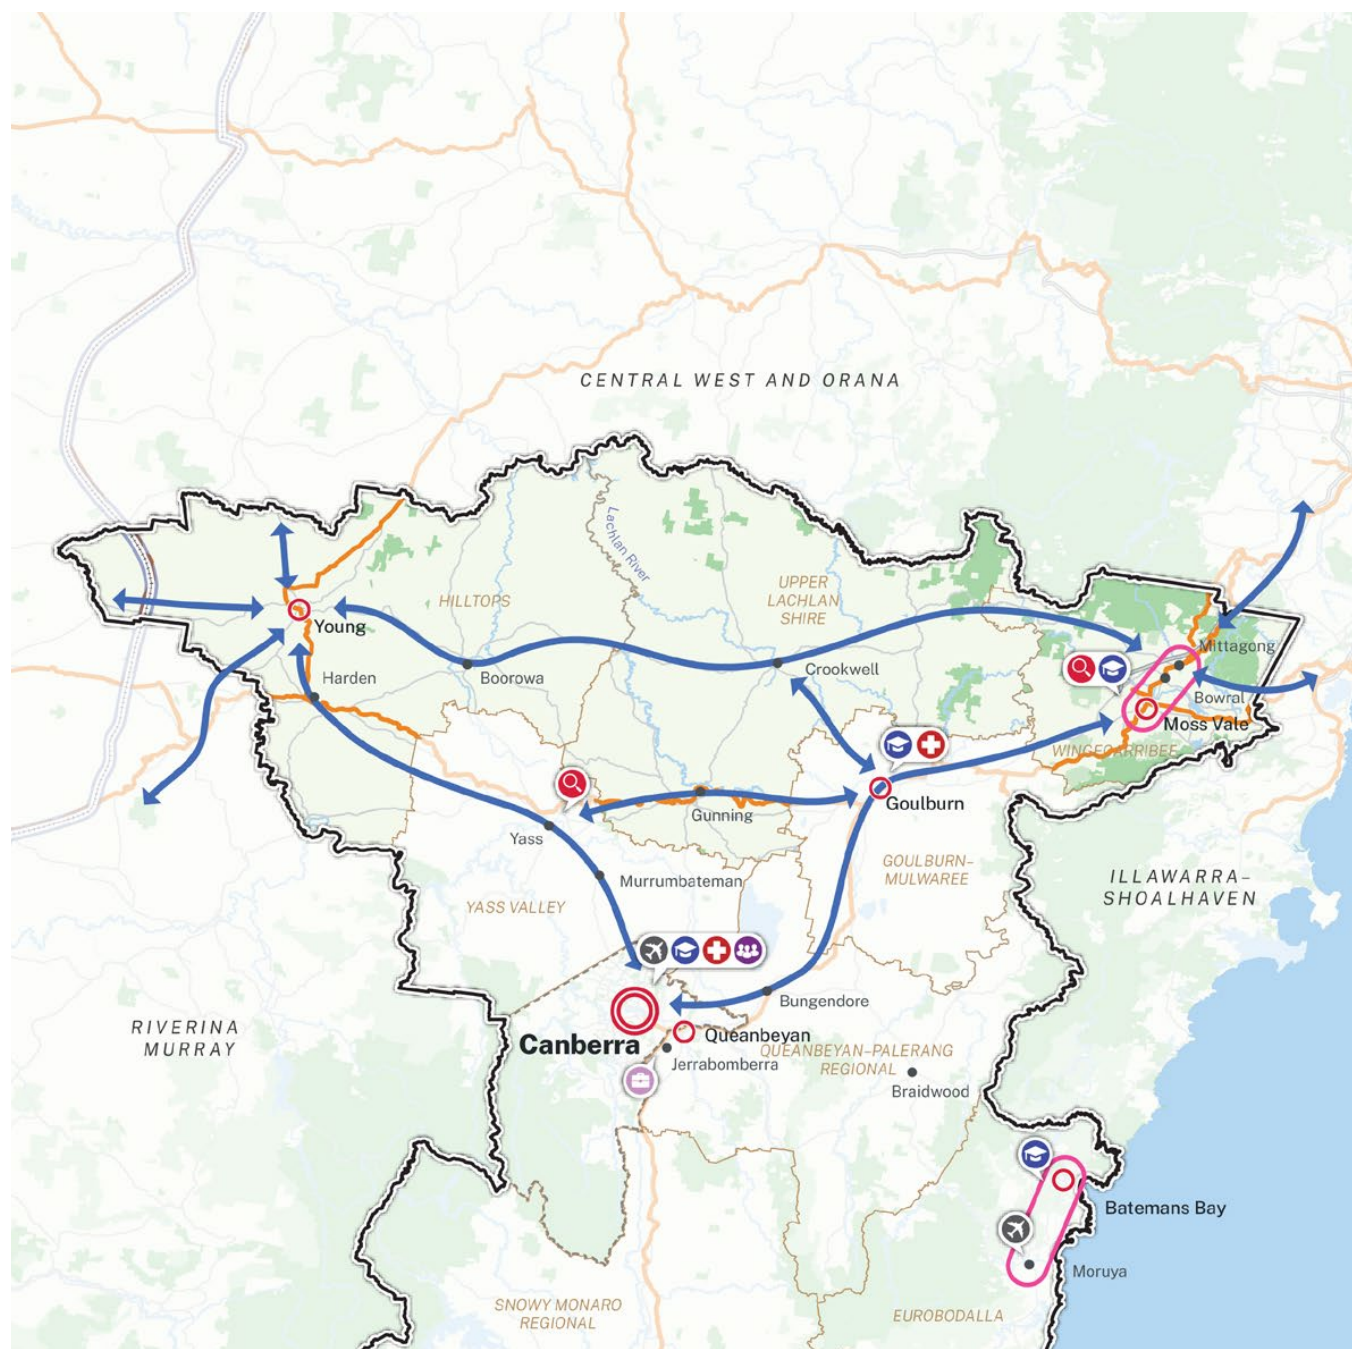 CENTRAL WEST AND ORANA
Lachlan River
HILLTOPS
UPPER
LACHLAN
SHIRE
Young
Mittagong
Boorowa
Crookwell
Harden
Bowral
Moss Vale
WINGECARRIBEE
Goulburn
Gunning
Yass
GOULBURN–
MULWAREE
ILLAWARRA–
SHOALHAVEN
Murrumbateman
YASS VALLEY
Bungendore
RIVERINA
MURRAY
Canberra
Queanbeyan
QUEANBEYAN–PALERANG
REGIONAL
Jerrabomberra
Braidwood
Batemans Bay
Moruya
SNOWY MONARO
REGIONAL
EUROBODALLA